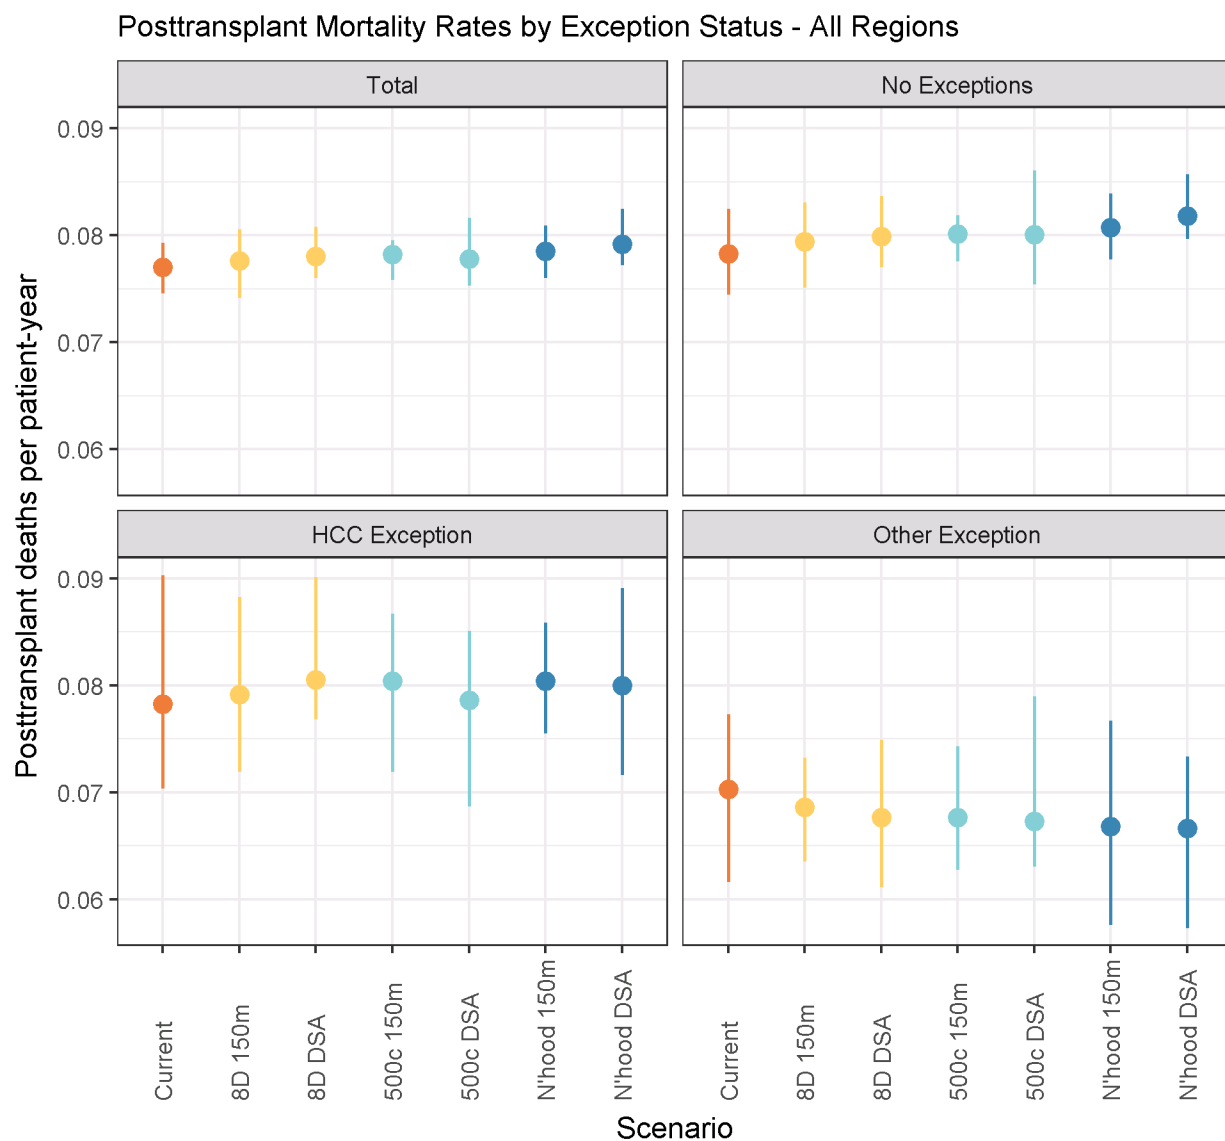 Posttransplant Mortality Rates by Exception Status - All Regions
Total
No Exceptions
0.09
0.08
0.07
0.06
HCC Exception
Other Exception
0.09
0.08
0.07
0.06
Posttransplant deaths per patient-year
Current
8D 150m
8D DSA
500c 150m
500c DSA
N'hood 150m
N'hood DSA
Current
8D 150m
8D DSA
500c 150m
500c DSA
N'hood 150m
N'hood DSA
Scenario